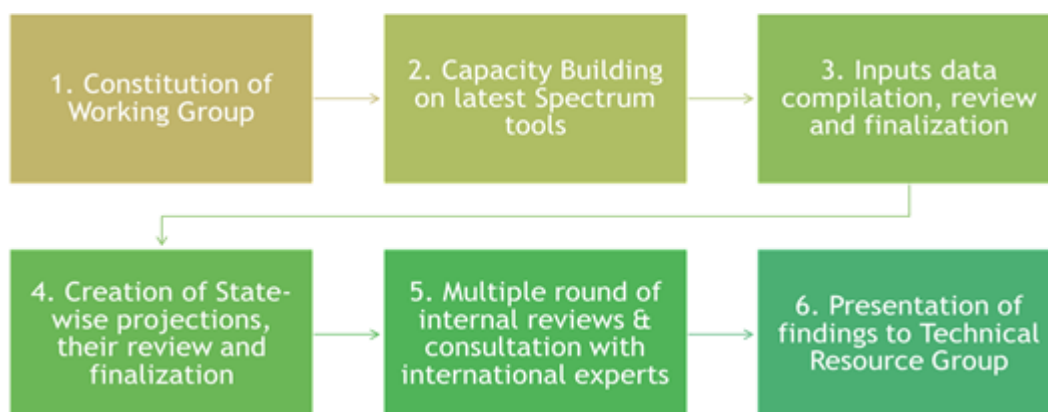 1. Constitution of
Working Group
2. Capacity Building
on latest Spectrum
tools
3. Inputs data
compilation, review
and finalization
4. Creation of State-
wise projections,
their review and
finalization
5. Multiple round of
internal reviews &
consultation with
international experts
6. Presentation of
findings to Technical
Resource Group